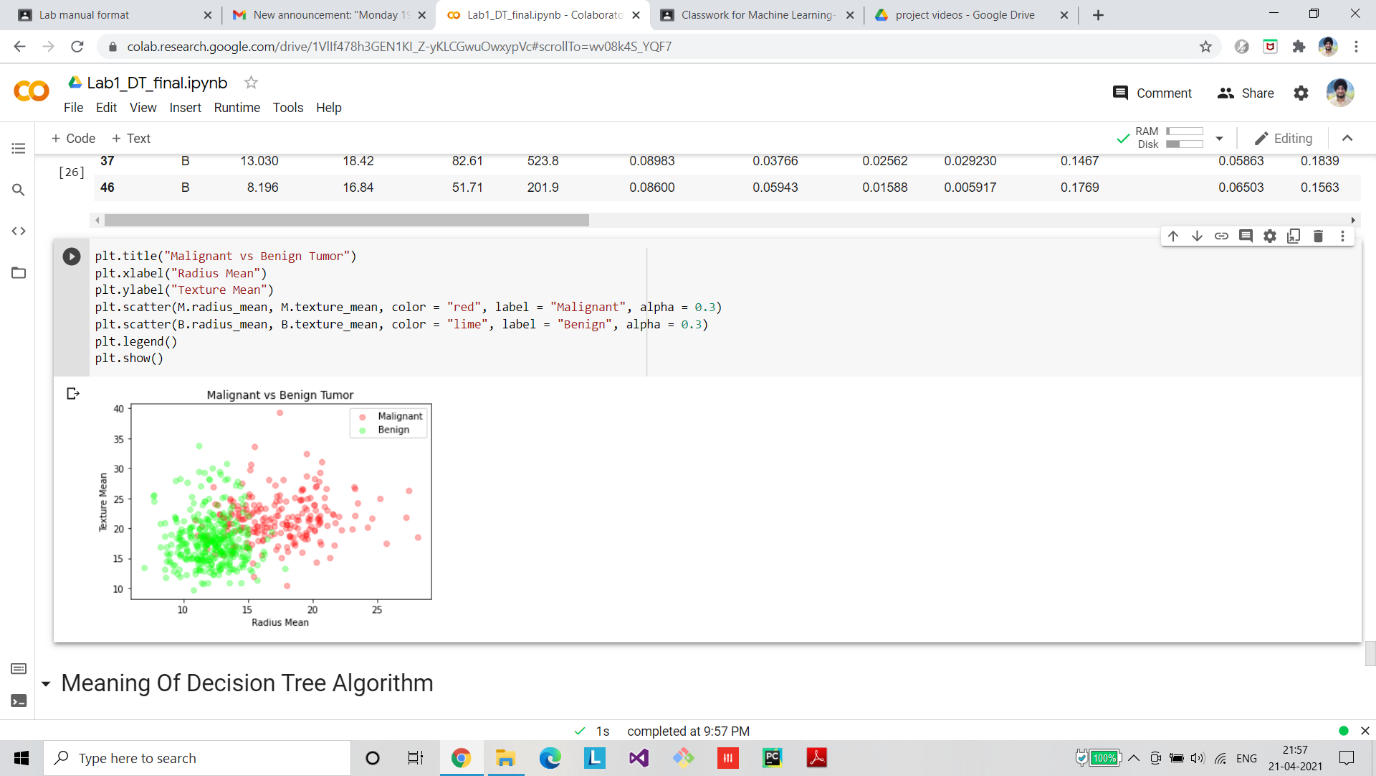 Lab manual format
New announcement: "Monday 19
Lab1_DT_final.ipynb - Colaborato
Classwork for Machine Learning-
project videos - Google Drive
colab.research.google.com/drive/1VlIf478h3GEN1KI_Z-yKLCGwuOwxypVc#scrollTo=wv08k4S_YQF7
Lab1_DT_final.ipynb
File Edit View Insert Runtime Tools Help
Comment Share
+ Code + Text
RAM
Disk
Editing
[26]
37 B 13.030 18.42 82.61 523.8 0.08983 0.03766 0.02562 0.029230 0.1467 0.05863 0.1839
46 B 8.196 16.84 51.71 201.9 0.08600 0.05943 0.01588 0.005917 0.1769 0.06503 0.1563
plt.title("Malignant vs Benign Tumor")
plt.xlabel("Radius Mean")
plt.ylabel("Texture Mean")
plt.scatter(M.radius_mean, M.texture_mean, color = "red", label = "Malignant", alpha = 0.3)
plt.scatter(B.radius_mean, B.texture_mean, color = "lime", label = "Benign", alpha = 0.3)
plt.legend()
plt.show()
Malignant vs Benign Tumor
Malignant
Benign
40
35
30
25
20
15
10
Texture Mean
10 15 20 25
Radius Mean
Meaning Of Decision Tree Algorithm
1s completed at 9:57 PM
Type here to search
L
PC
100%
ENG
21:57
21-04-2021